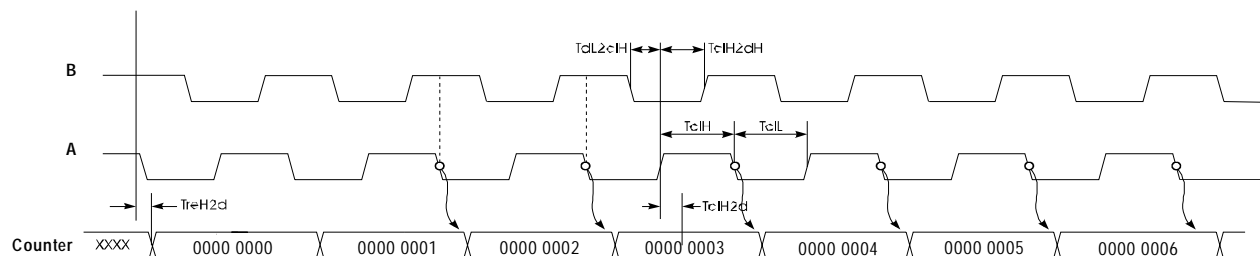 TdL2clH TclH2dH
B
TclH TclL
A
TreH2d TclH2d
Counter XXXX 0000 0000 0000 0001 0000 0002 0000 0003 0000 0004 0000 0005 0000 0006